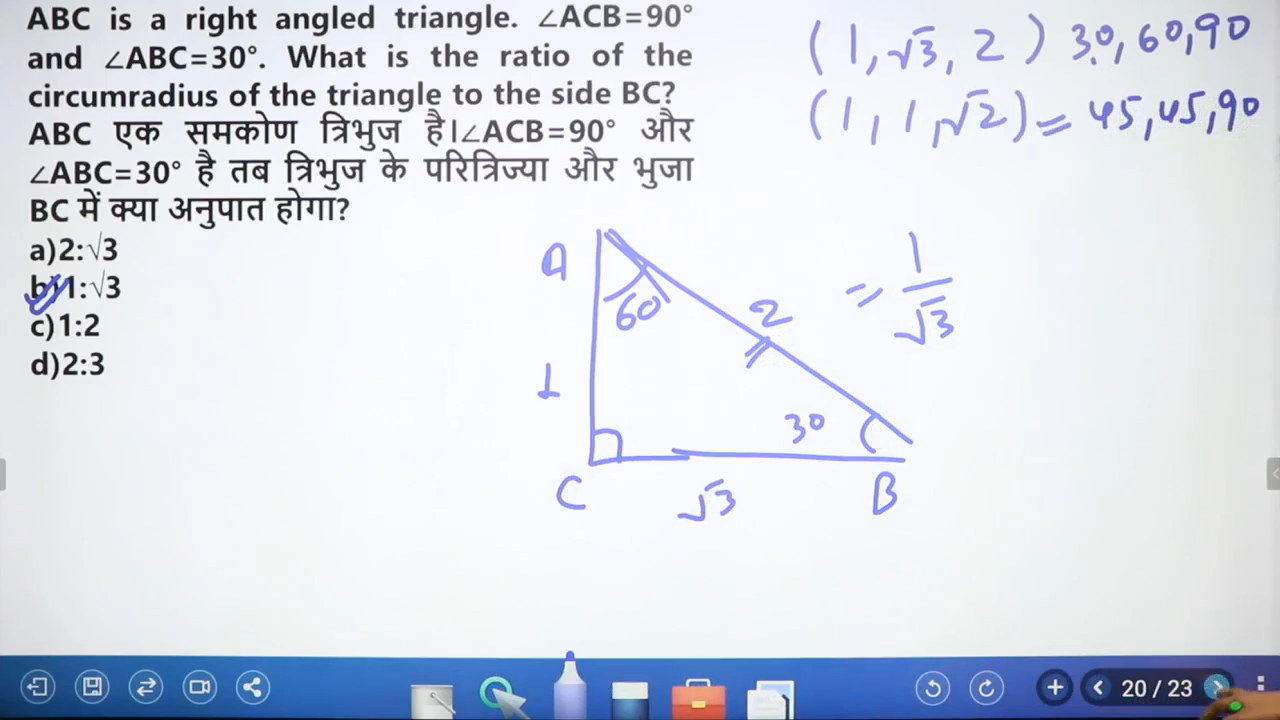 ABC is a right angled triangle. ∠ACB=90°
and ∠ABC=30°. What is the ratio of the
circumradius of the triangle to the side BC?
ABC एक समकोण त्रिभुज है।∠ACB=90° और
∠ABC=30° है तब त्रिभुज के परित्रिज्या और भुजा
BC में क्या अनुपात होगा?
a)2:√3
b)1:√3
c)1:2
d)2:3
(1,√3,2) 30,60,90
(1,1,√2)=45,45,90
A
60
2
= 1/√3
1
30
C
√3
B
20 / 23